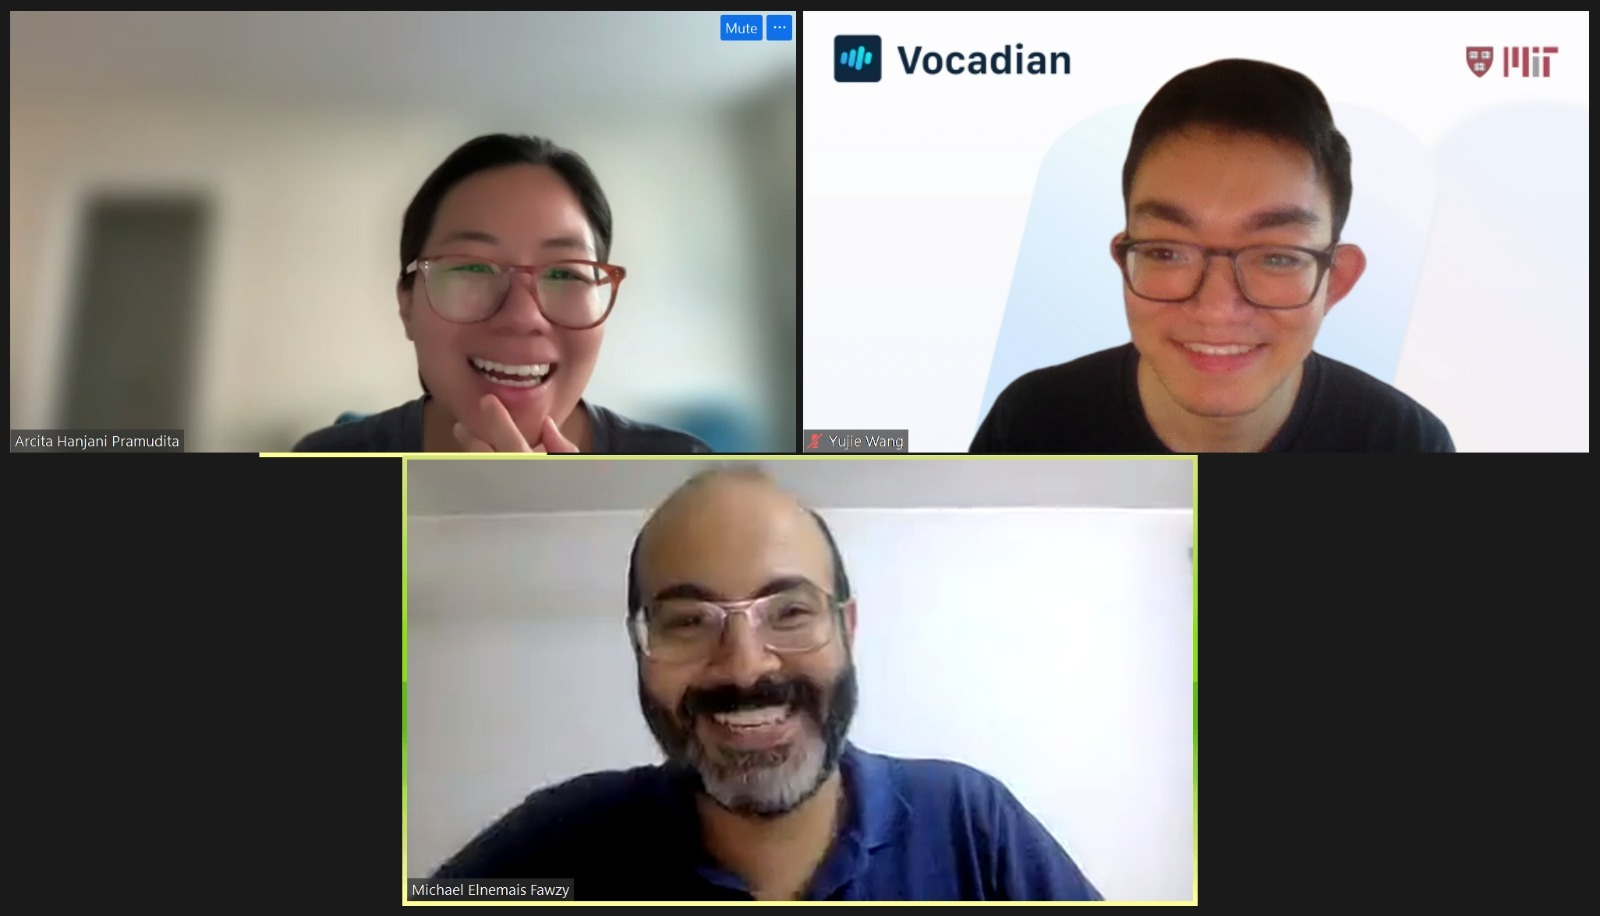 Mute ...
Vocadian
MIT
Arcita Hanjani Pramudita
Yujie Wang
Michael Elnemais Fawzy